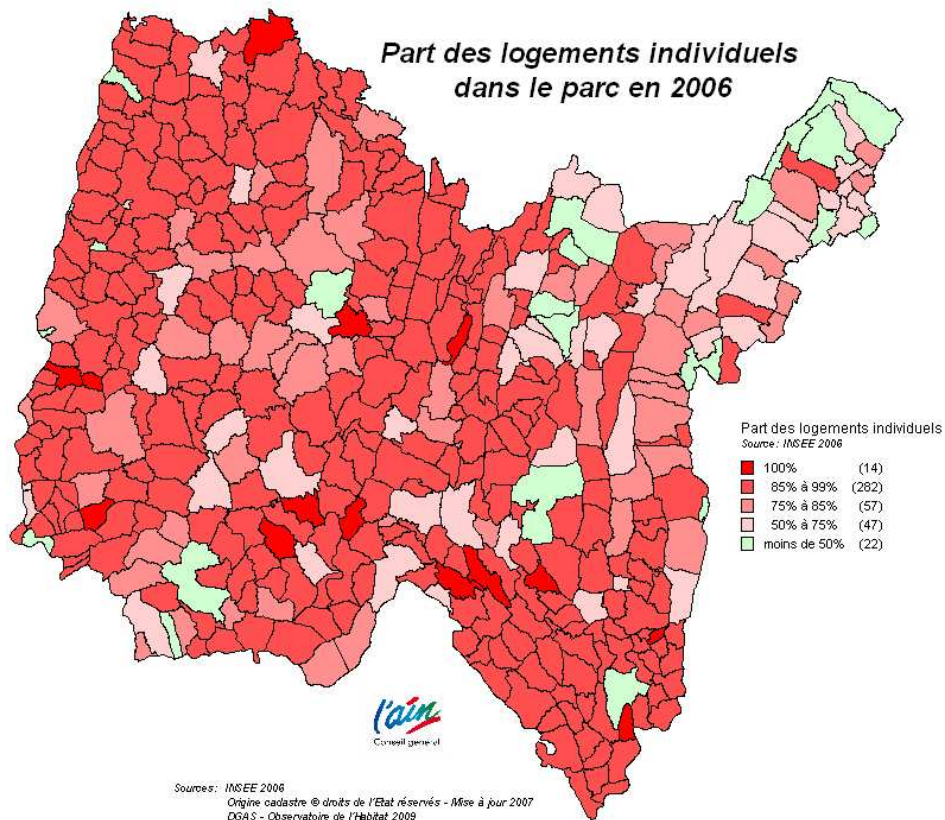 Part des logements individuels
dans le parc en 2006
Part des logements individuels
Source: INSEE 2006
100% (14)
85% à 99% (282)
75% à 85% (57)
50% à 75% (47)
moins de 50% (22)
l'ain
Conseil general
Sources: INSEE 2006
Origine cadastre © droits de l'Etat réservés - Mise à jour 2007
DGAS - Observatoire de l'Habitat 2009